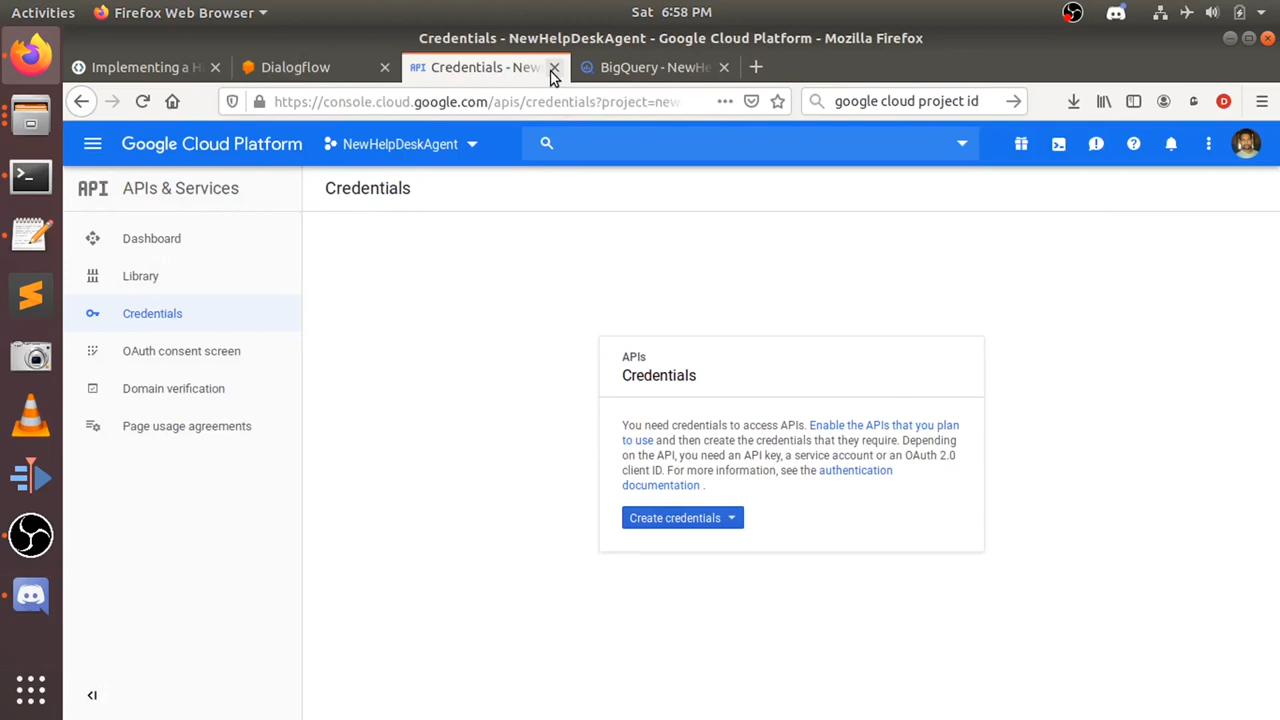 Activities Firefox Web Browser Sat 6:58 PM
Credentials - NewHelpDeskAgent - Google Cloud Platform - Mozilla Firefox
Implementing a H Dialogflow API Credentials - New BigQuery - NewHe
https://console.cloud.google.com/apis/credentials?project=new google cloud project id
Google Cloud Platform NewHelpDeskAgent
API APIs & Services Credentials
Dashboard
Library
Credentials
OAuth consent screen
Domain verification
Page usage agreements
APIs
Credentials
You need credentials to access APIs. Enable the APIs that you plan
to use and then create the credentials that they require. Depending
on the API, you need an API key, a service account or an OAuth 2.0
client ID. For more information, see the authentication
documentation .
Create credentials